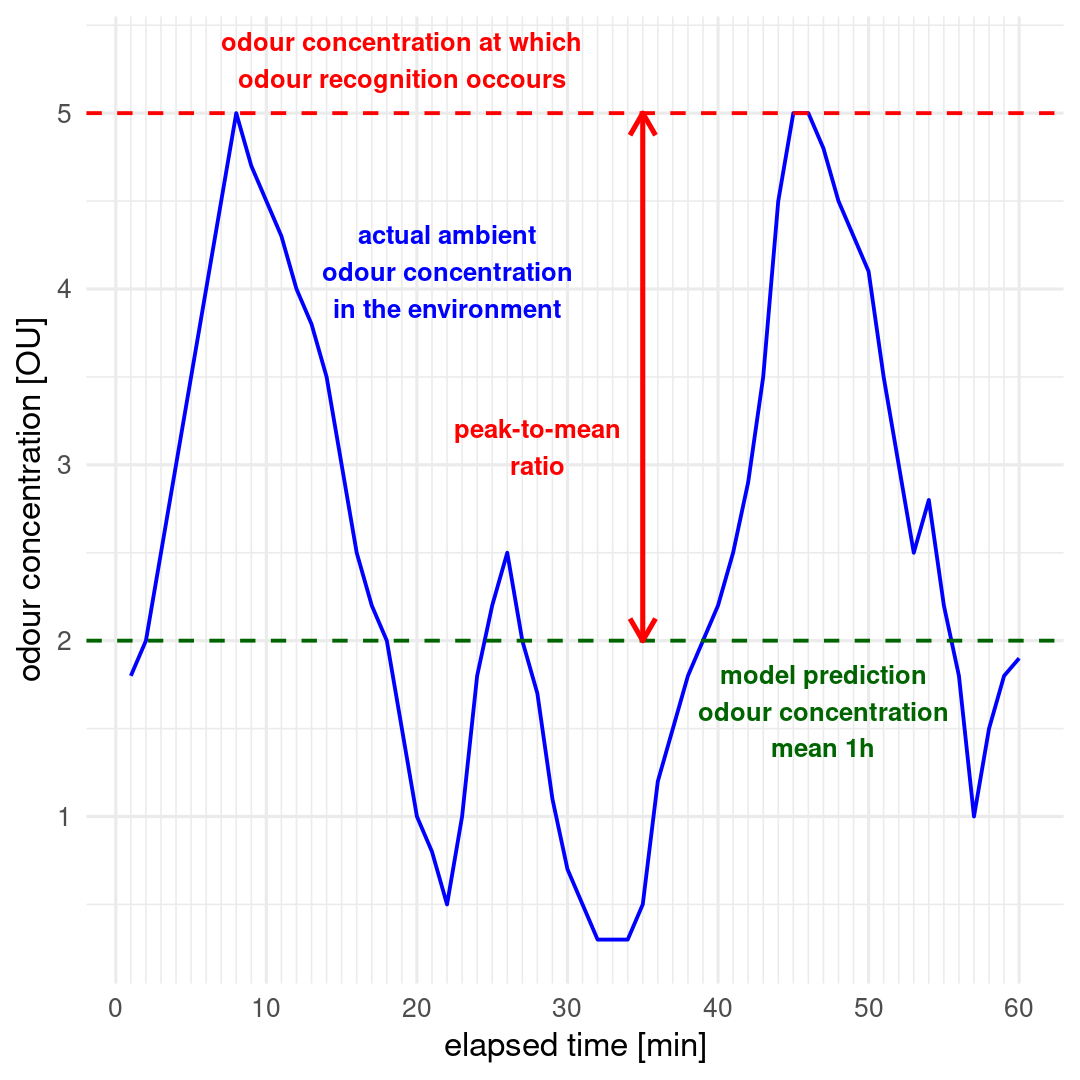 odour concentration at which
odour recognition occours
5
actual ambient
odour concentration
in the environment
4
peak-to-mean
ratio
3
2
model prediction
odour concentration
mean 1h
1
odour concentration [OU]
0 10 20 30 40 50 60
elapsed time [min]